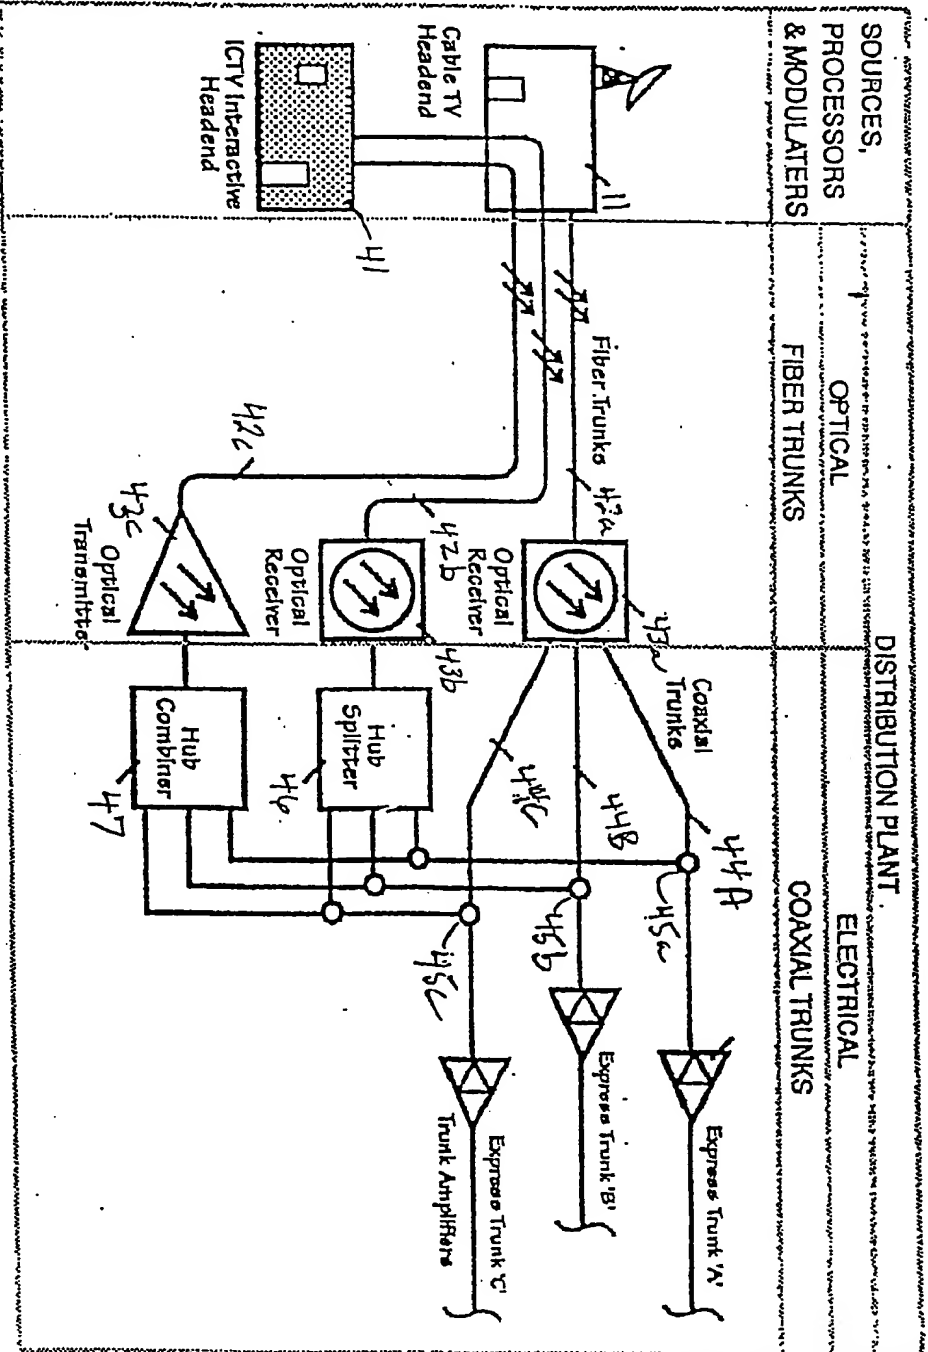 SOURCES,
PROCESSORS
& MODULATERS
DISTRIBUTION PLANT
OPTICAL
ELECTRICAL
FIBER TRUNKS
COAXIAL TRUNKS
11
Cable TV
Headend
ICTV Interactive
Headend
41
Fiber Trunks
42a
42b
42c
43a
Optical
Receiver
43b
Optical
Receiver
43c
Optical
Transmitte
Coaxial
Trunks
44A
44B
44C
45a
45b
45c
Hub
Splitter
46
Hub
Combiner
47
Express Trunk 'A'
Express Trunk 'B'
Express Trunk 'C'
Trunk Amplifiers